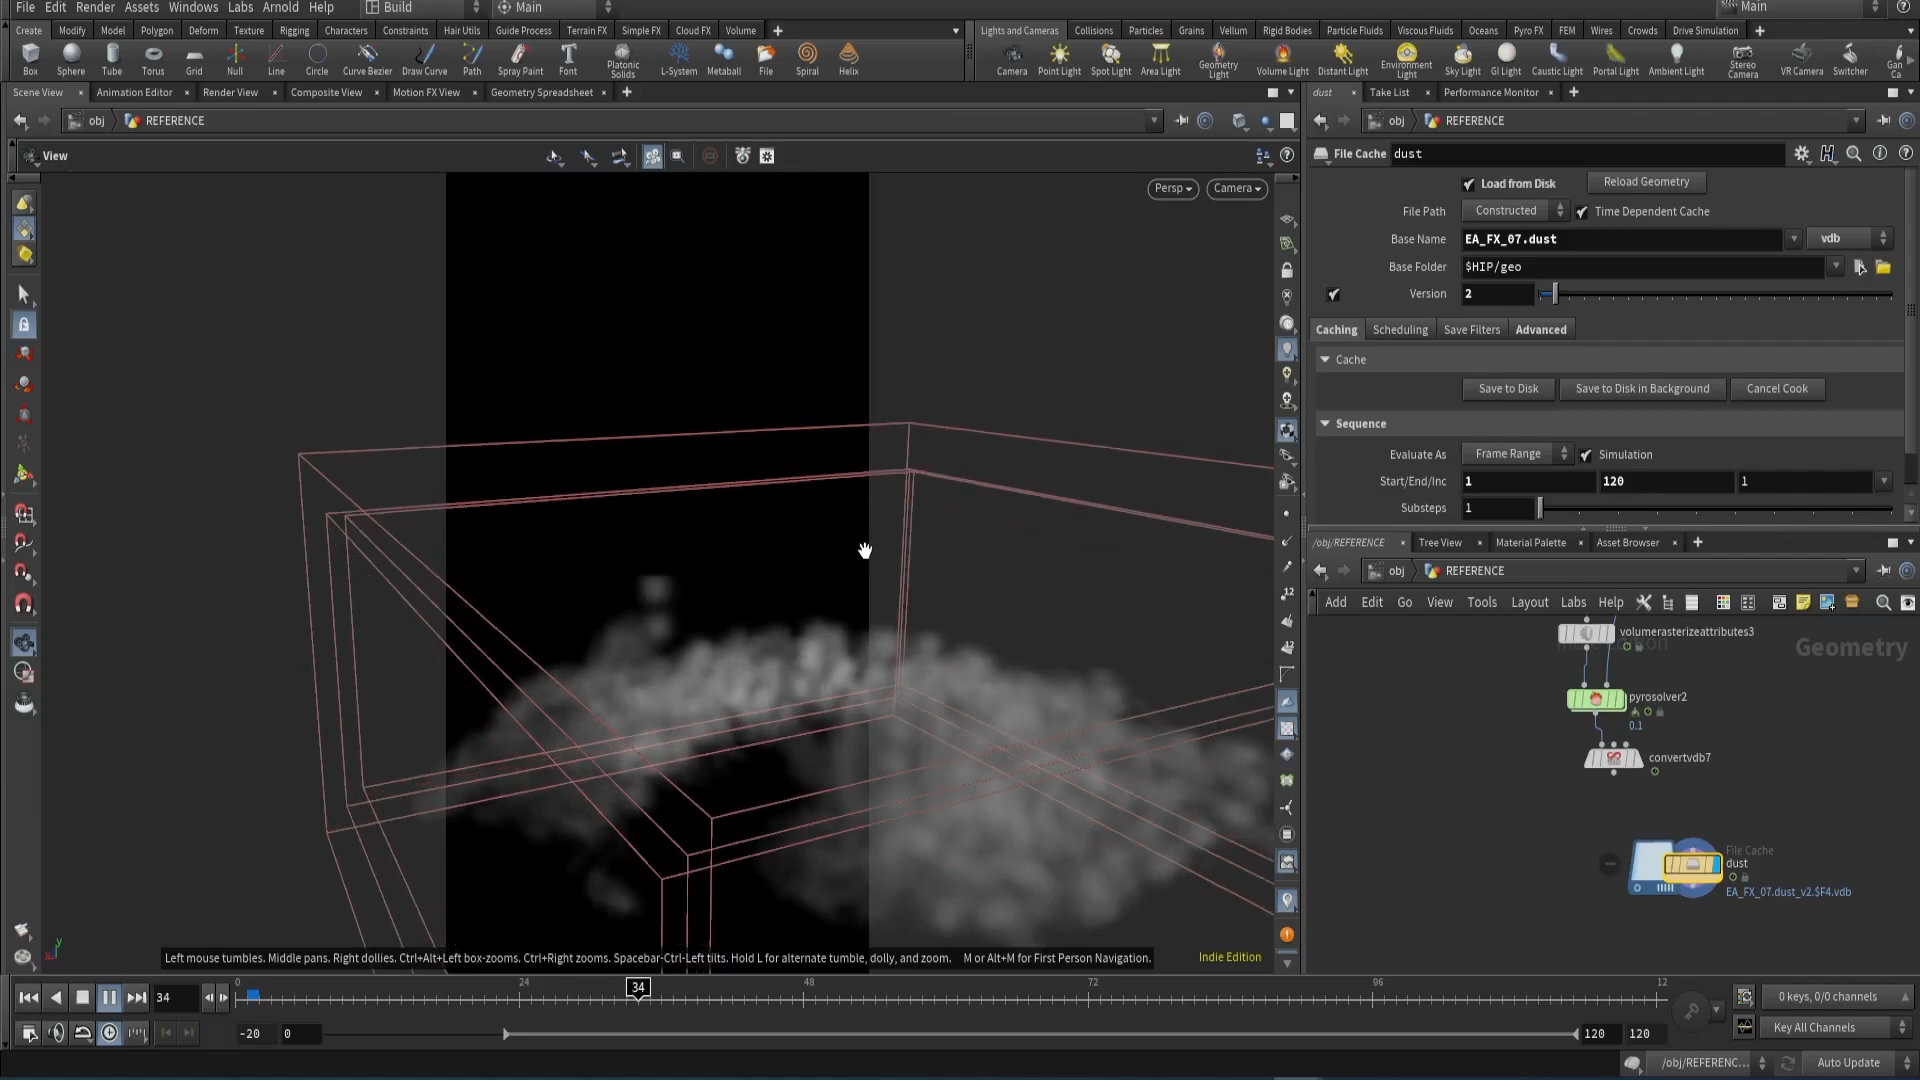 File Edit Render Assets Windows Labs Arnold Help Build Main Main
Create Modify Model Polygon Deform Texture Rigging Characters Constraints Hair Utils Guide Process Terrain FX Simple FX Cloud FX Volume
Lights and Cameras Collisions Particles Grains Vellum Rigid Bodies Particle Fluids Viscous Fluids Oceans Pyro FX FEM Wires Crowds Drive Simulation
Box Sphere Tube Torus Grid Null Line Circle Curve Bezier Draw Curve Path Spray Paint Font Platonic Solids L-System Metaball File Spiral Helix
Camera Point Light Spot Light Area Light Geometry Light Volume Light Distant Light Environment Light Sky Light GI Light Caustic Light Portal Light Ambient Light Stereo Camera VR Camera Switcher Gan Ca
Scene View Animation Editor Render View Composite View Motion FX View Geometry Spreadsheet
dust Take List Performance Monitor
obj REFERENCE
obj REFERENCE
View
File Cache dust
Persp Camera
Load from Disk Reload Geometry
File Path Constructed Time Dependent Cache
Base Name EA_FX_07.dust vdb
Base Folder $HIP/geo
Version 2
Caching Scheduling Save Filters Advanced
Cache
Save to Disk Save to Disk in Background Cancel Cook
Sequence
Evaluate As Frame Range Simulation
Start/End/Inc 1 120 1
Substeps 1
/obj/REFERENCE Tree View Material Palette Asset Browser
obj REFERENCE
Add Edit Go View Tools Layout Labs Help
volumerasterizeattributes3
Geometry
pyrosolver2
0.1
convertvdb7
File Cache
dust
EA_FX_07.dust_v2.$F4.vdb
12
12
Left mouse tumbles. Middle pans. Right dollies. Ctrl+Alt+Left box-zooms. Ctrl+Right zooms. Spacebar-Ctrl-Left tilts. Hold L for alternate tumble, dolly, and zoom. M or Alt+M for First Person Navigation.
Indie Edition
y
x
34
0 24 34 48 72 96 12
0 keys, 0/0 channels
-20 0 120 120
Key All Channels
/obj/REFERENC... Auto Update